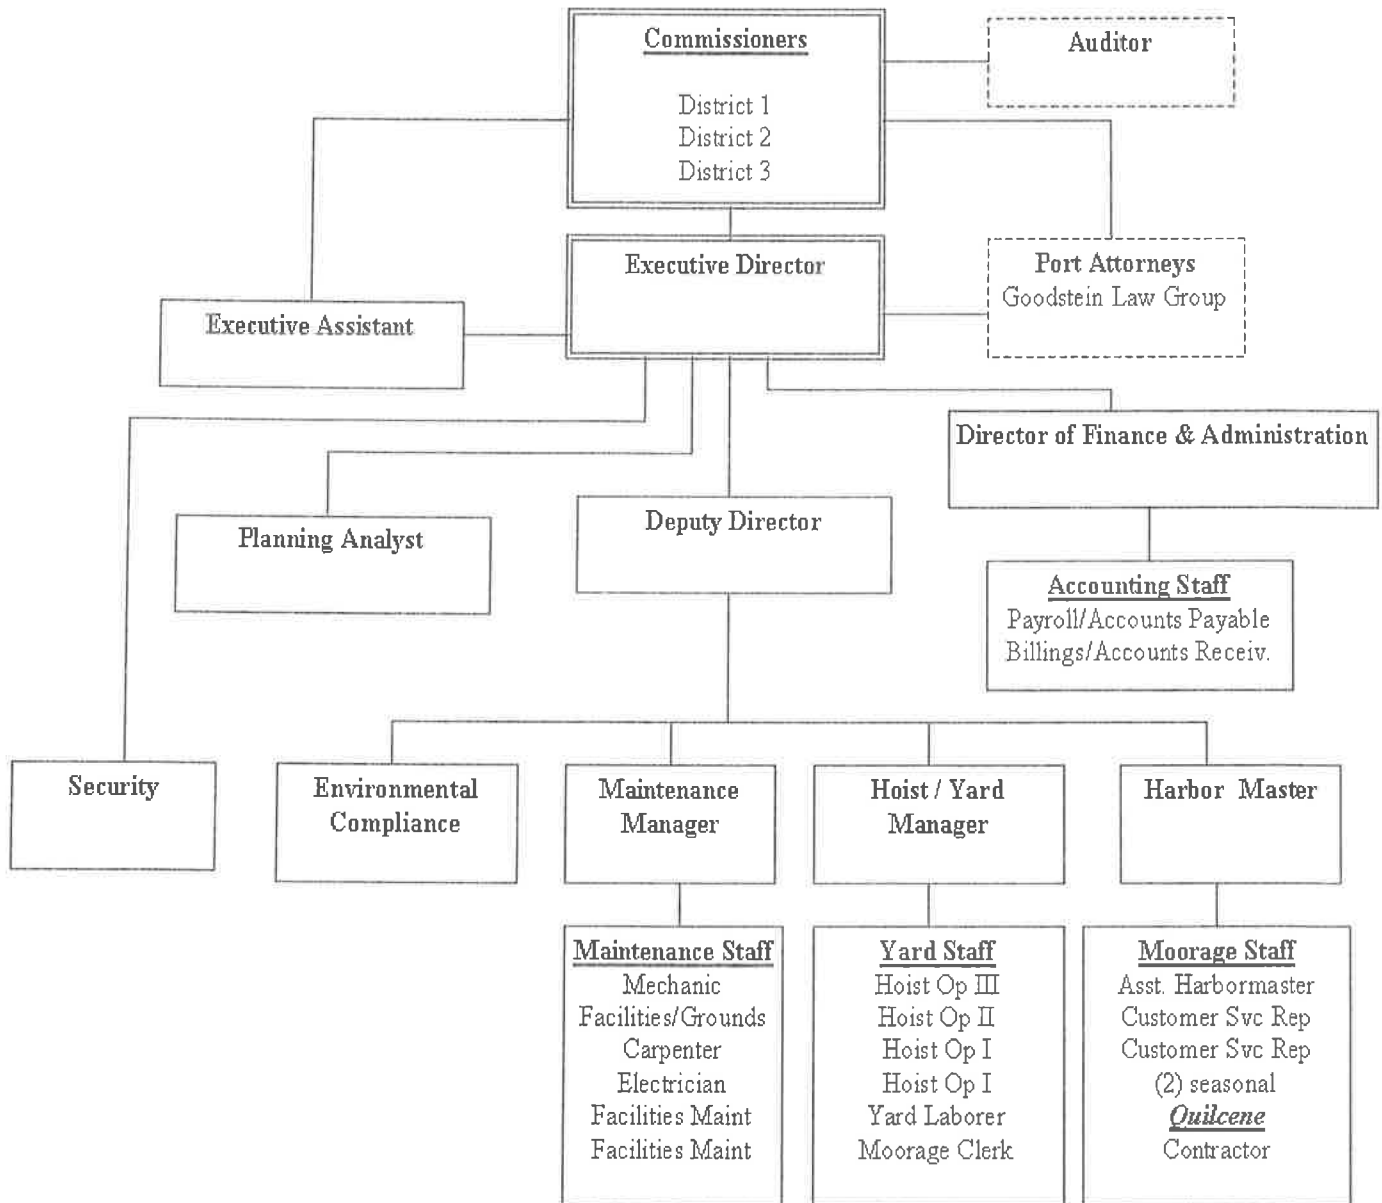 Commissioners
District 1
District 2
District 3
Auditor
Executive Director
Port Attorneys
Goodstein Law Group
Executive Assistant
Director of Finance & Administration
Planning Analyst
Deputy Director
Accounting Staff
Payroll/Accounts Payable
Billings/Accounts Receiv.
Security
Environmental
Compliance
Maintenance
Manager
Hoist / Yard
Manager
Harbor Master
Maintenance Staff
Mechanic
Facilities/Grounds
Carpenter
Electrician
Facilities Maint
Facilities Maint
Yard Staff
Hoist Op III
Hoist Op II
Hoist Op I
Hoist Op I
Yard Laborer
Moorage Clerk
Moorage Staff
Asst. Harbormaster
Customer Svc Rep
Customer Svc Rep
(2) seasonal
Quilcene
Contractor